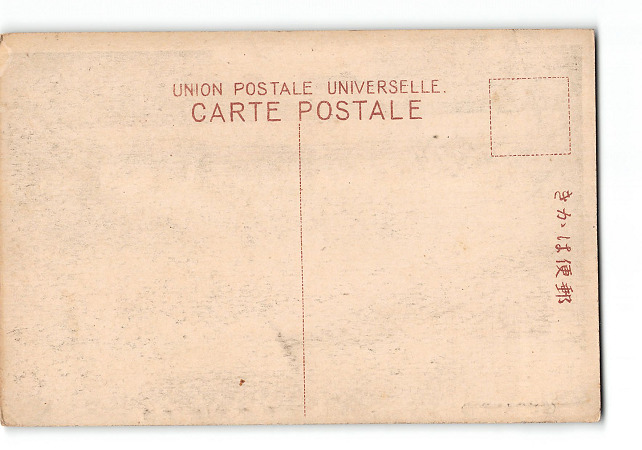 UNION POSTALE UNIVERSELLE.
CARTE POSTALE
郵便はかき